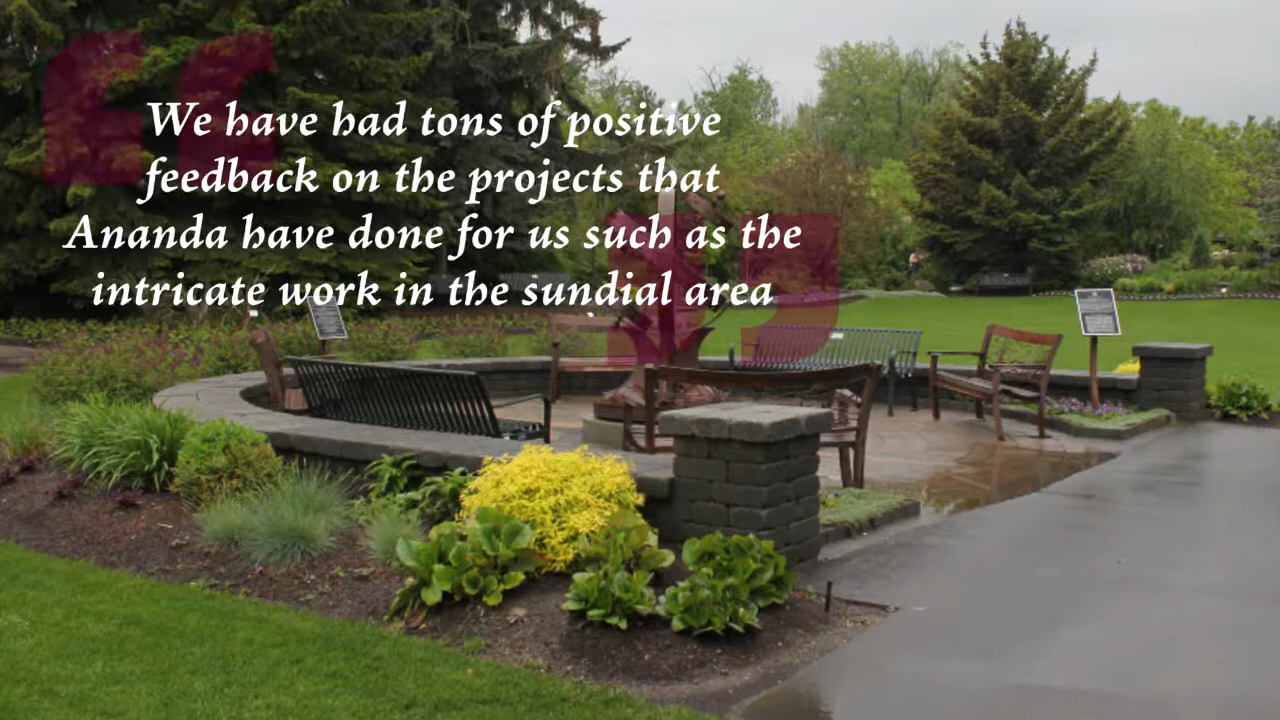 We have had tons of positive
feedback on the projects that
Ananda have done for us such as the
intricate work in the sundial area